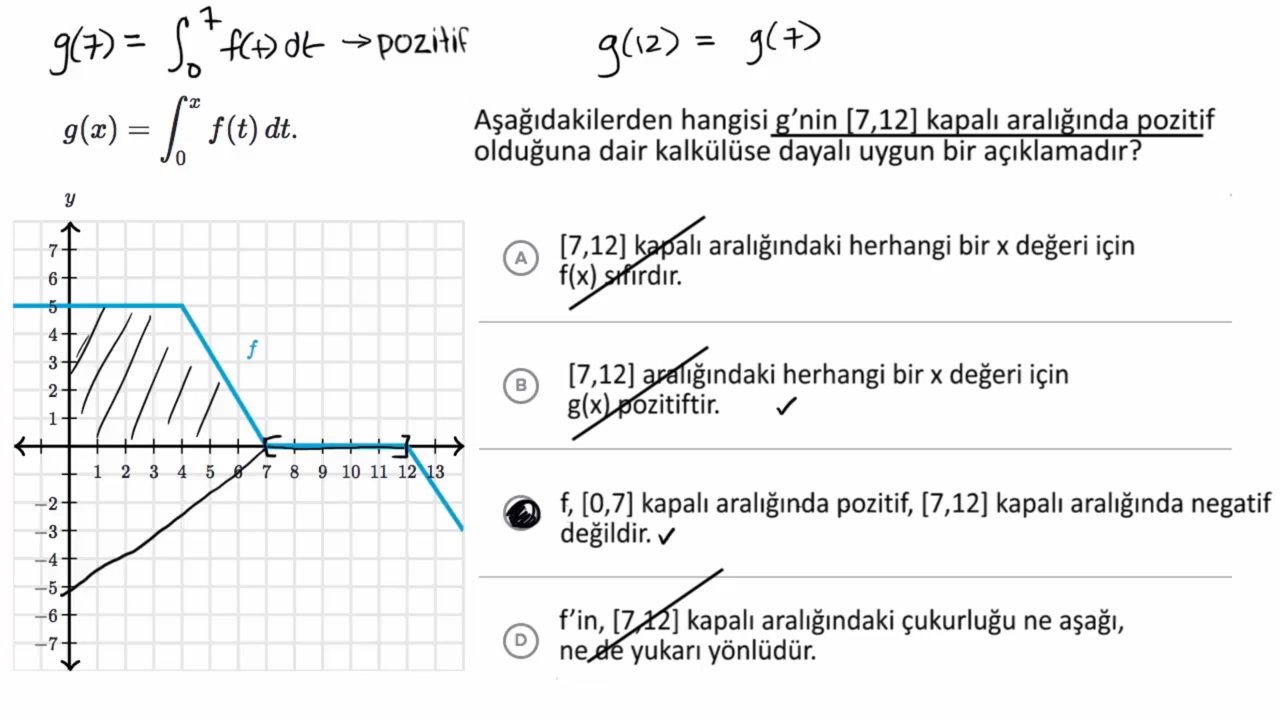 g(7) = ∫₀⁷ f(t) dt → pozitif
g(12) = g(7)
g(x) = ∫₀ˣ f(t) dt.
Aşağıdakilerden hangisi g’nin [7,12] kapalı aralığında pozitif
olduğuna dair kalkülüse dayalı uygun bir açıklamadır?
y
7
6
5
4
3
2
1
f
1 2 3 4 5 6 7 8 9 10 11 12 13
−2
−3
−4
−5
−6
−7
A
[7,12] kapalı aralığındaki herhangi bir x değeri için
f(x) sıfırdır.
B
[7,12] aralığındaki herhangi bir x değeri için
g(x) pozitiftir. ✓
f, [0,7] kapalı aralığında pozitif, [7,12] kapalı aralığında negatif
değildir. ✓
D
f’in, [7,12] kapalı aralığındaki çukurluğu ne aşağı,
ne de yukarı yönlüdür.